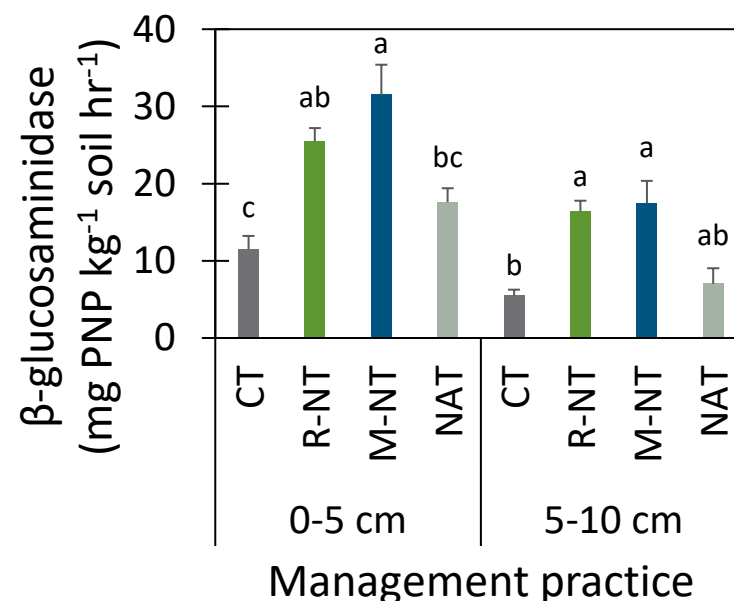 β-glucosaminidase
(mg PNP kg⁻¹ soil hr⁻¹)
40
30
20
10
0
c
ab
a
bc
b
a
a
ab
CT
R-NT
M-NT
NAT
CT
R-NT
M-NT
NAT
0-5 cm
5-10 cm
Management practice